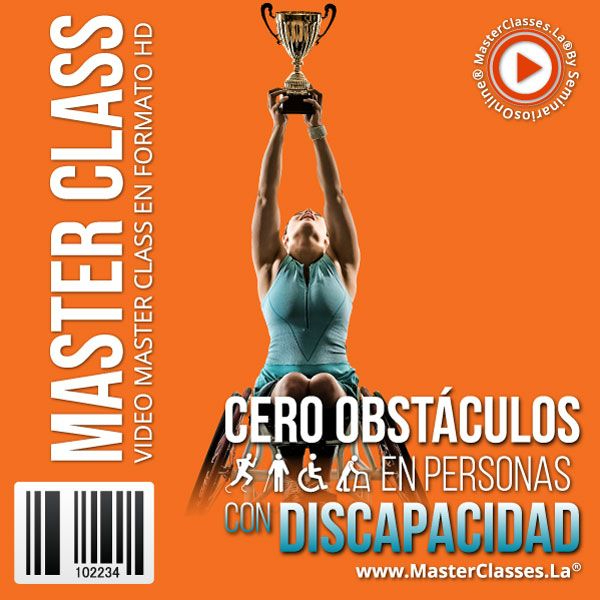 MASTER CLASS
VIDEO MASTER CLASS EN FORMATO HD
MasterClasses.La® By SeminariosOnline®
CERO OBSTÁCULOS
EN PERSONAS
CON DISCAPACIDAD
102234
www.MasterClasses.La®